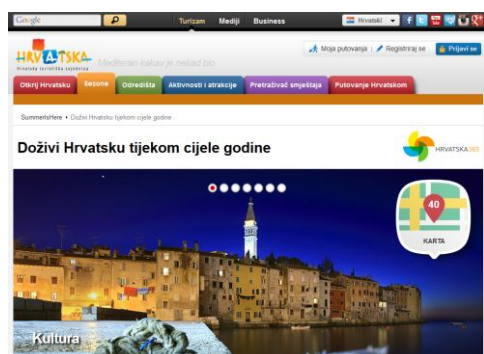 Google
Turizam Mediji Business
Hrvatski
HRVATSKA
Hrvatska turistička zajednica
Mediteran kakav je nekad bio
Moja putovanja | Registriraj se
Prijavi se
Otkrij Hrvatsku Sezone Odredišta Aktivnosti i atrakcije Pretraživač smještaja Putovanje Hrvatskom
SummerIsHere • Doživi Hrvatsku tijekom cijele godine
Doživi Hrvatsku tijekom cijele godine
HRVATSKA365
40
KARTA
Kultura